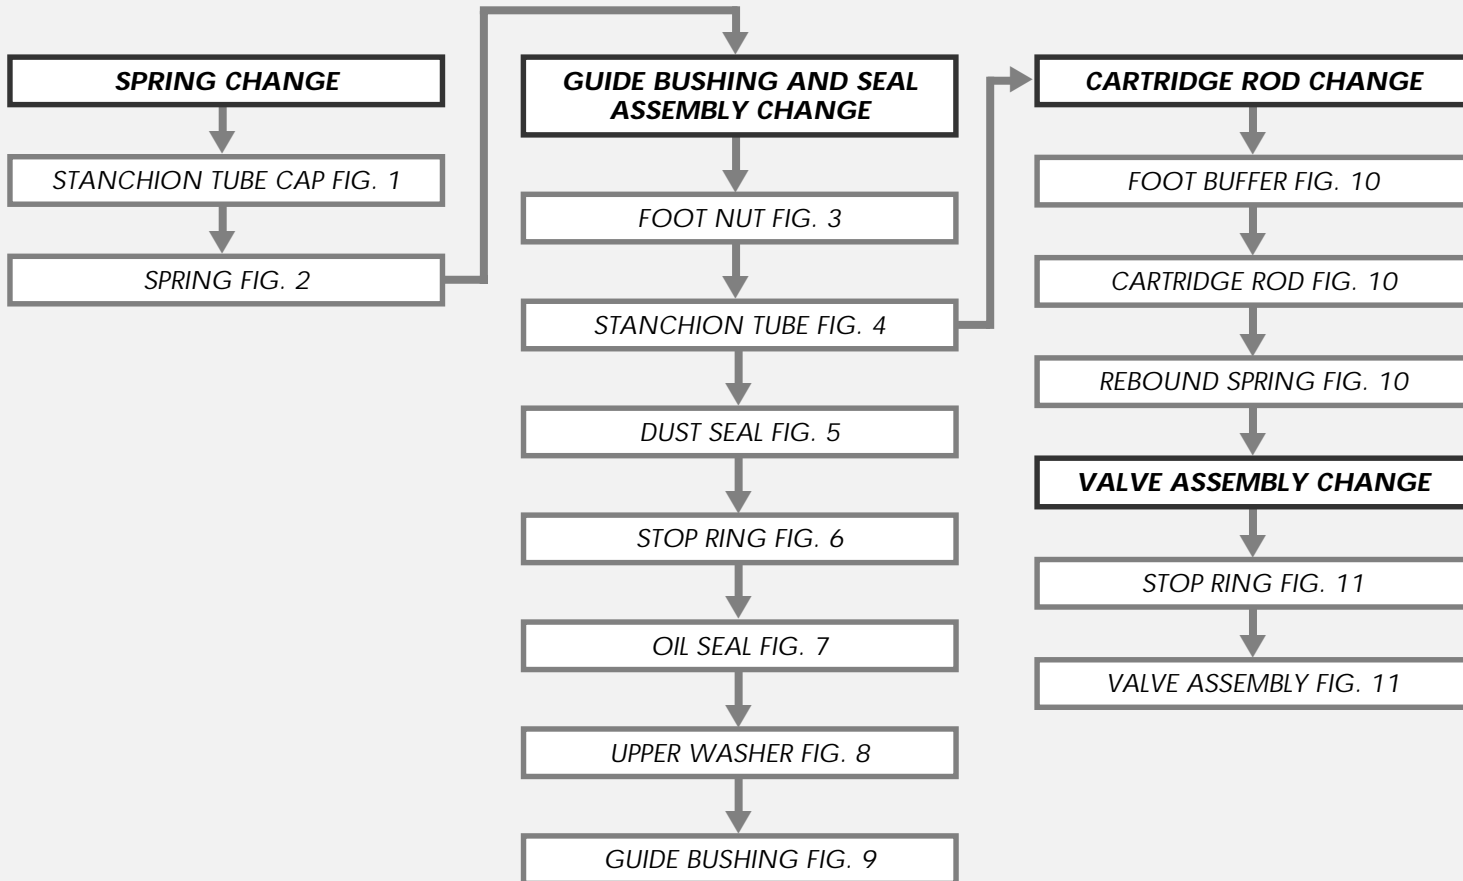 SPRING CHANGE
STANCHION TUBE CAP FIG. 1
SPRING FIG. 2
GUIDE BUSHING AND SEAL
ASSEMBLY CHANGE
FOOT NUT FIG. 3
STANCHION TUBE FIG. 4
DUST SEAL FIG. 5
STOP RING FIG. 6
OIL SEAL FIG. 7
UPPER WASHER FIG. 8
GUIDE BUSHING FIG. 9
CARTRIDGE ROD CHANGE
FOOT BUFFER FIG. 10
CARTRIDGE ROD FIG. 10
REBOUND SPRING FIG. 10
VALVE ASSEMBLY CHANGE
STOP RING FIG. 11
VALVE ASSEMBLY FIG. 11